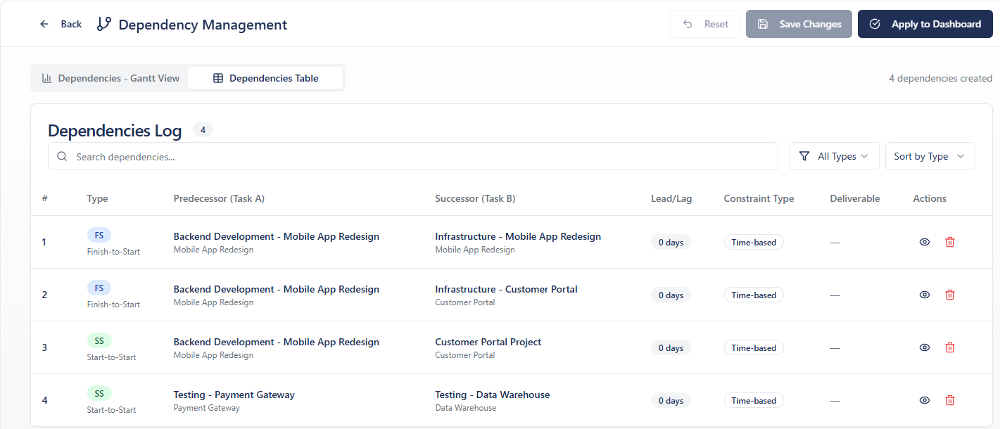 Back Dependency Management Reset Save Changes Apply to Dashboard
Dependencies - Gantt View Dependencies Table 4 dependencies created
Dependencies Log 4
Search dependencies... All Types Sort by Type
# Type Predecessor (Task A) Successor (Task B) Lead/Lag Constraint Type Deliverable Actions
1 FS Finish-to-Start Backend Development - Mobile App Redesign Mobile App Redesign Infrastructure - Mobile App Redesign Mobile App Redesign 0 days Time-based —
2 FS Finish-to-Start Backend Development - Mobile App Redesign Mobile App Redesign Infrastructure - Customer Portal Customer Portal 0 days Time-based —
3 SS Start-to-Start Backend Development - Mobile App Redesign Mobile App Redesign Customer Portal Project Customer Portal 0 days Time-based —
4 SS Start-to-Start Testing - Payment Gateway Payment Gateway Testing - Data Warehouse Data Warehouse 0 days Time-based —